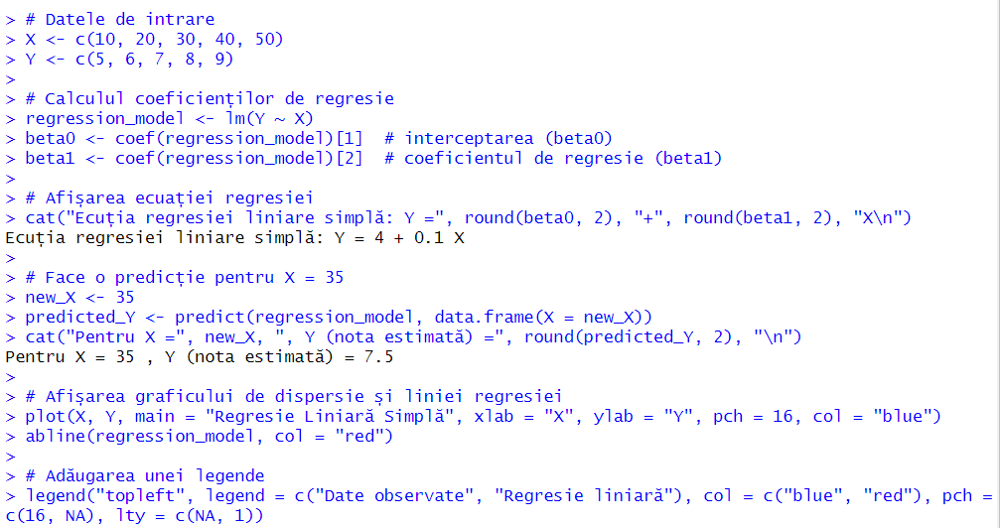 > # Datele de intrare
> X <- c(10, 20, 30, 40, 50)
> Y <- c(5, 6, 7, 8, 9)
>
> # Calculul coeficienților de regresie
> regression_model <- lm(Y ~ X)
> beta0 <- coef(regression_model)[1]  # interceptarea (beta0)
> beta1 <- coef(regression_model)[2]  # coeficientul de regresie (beta1)
>
> # Afișarea ecuației regresiei
> cat("Ecuția regresiei liniare simplă: Y =", round(beta0, 2), "+", round(beta1, 2), "X\n")
Ecuția regresiei liniare simplă: Y = 4 + 0.1 X
>
> # Face o predicție pentru X = 35
> new_X <- 35
> predicted_Y <- predict(regression_model, data.frame(X = new_X))
> cat("Pentru X =", new_X, ", Y (nota estimată) =", round(predicted_Y, 2), "\n")
Pentru X = 35 , Y (nota estimată) = 7.5
>
> # Afișarea graficului de dispersie și liniei regresiei
> plot(X, Y, main = "Regresie Liniară Simplă", xlab = "X", ylab = "Y", pch = 16, col = "blue")
> abline(regression_model, col = "red")
>
> # Adăugarea unei legende
> legend("topleft", legend = c("Date observate", "Regresie liniară"), col = c("blue", "red"), pch =
c(16, NA), lty = c(NA, 1))